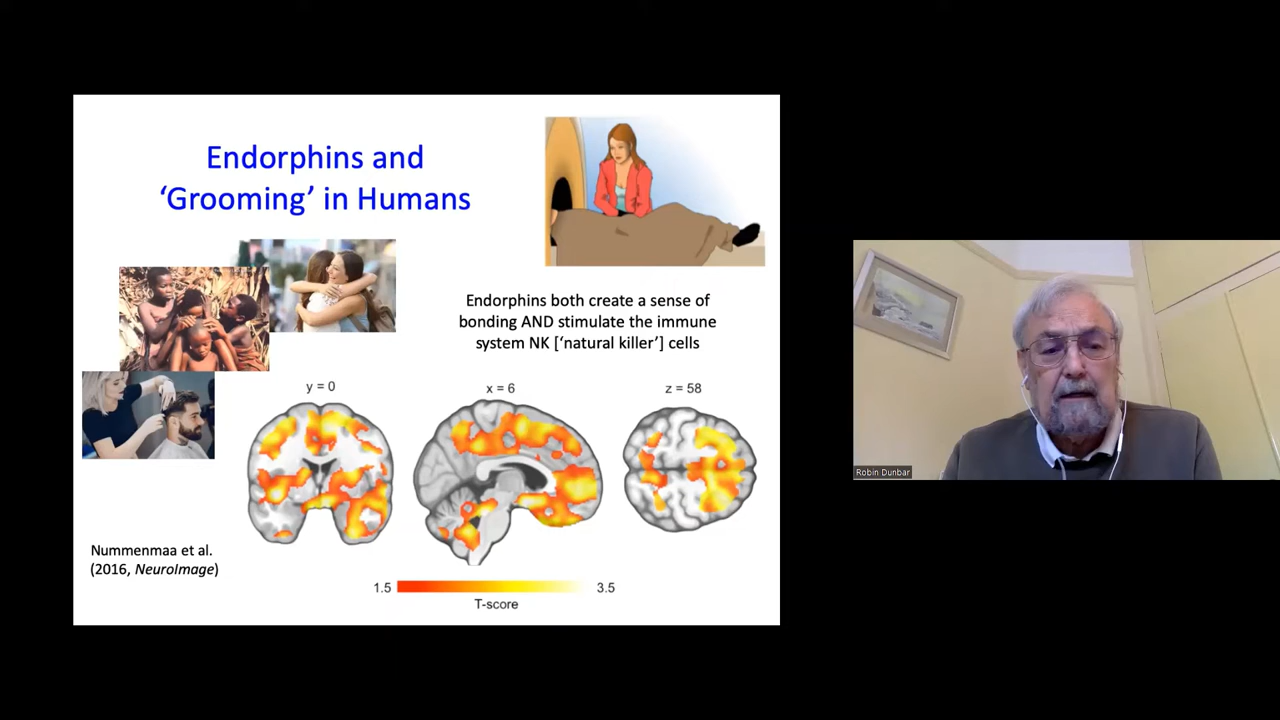 Endorphins and
‘Grooming’ in Humans
Endorphins both create a sense of
bonding AND stimulate the immune
system NK [‘natural killer’] cells
y = 0
x = 6
z = 58
Nummenmaa et al.
(2016, NeuroImage)
1.5
3.5
T-score
Robin Dunbar